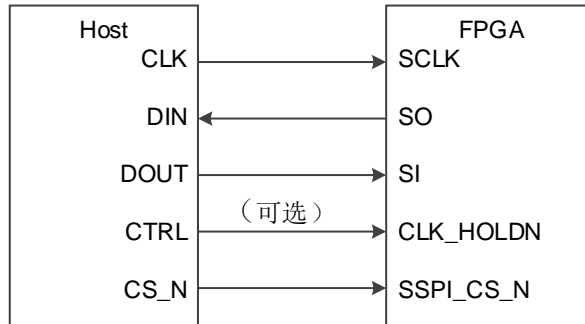 Host FPGA
CLK SCLK
DIN SO
DOUT SI
（可选）
CTRL CLK_HOLDN
CS_N SSPI_CS_N